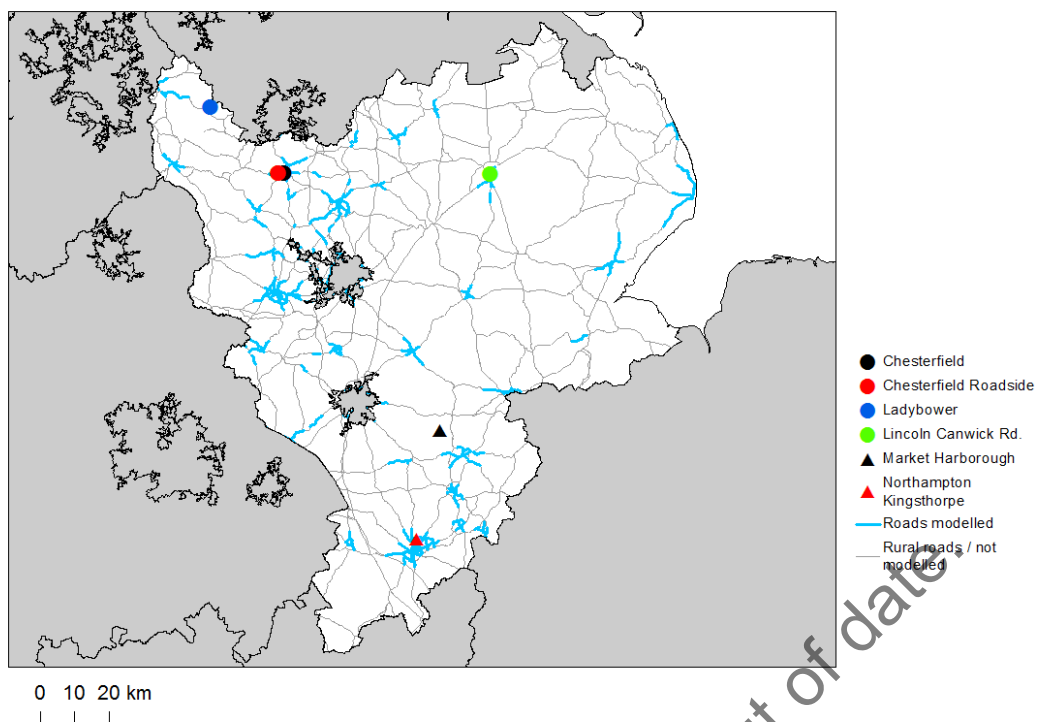 Chesterfield
Chesterfield Roadside
Ladybower
Lincoln Canwick Rd.
Market Harborough
Northampton
Kingsthorpe
Roads modelled
Rural roads / not
modelled
0 10 20 km
t of date.